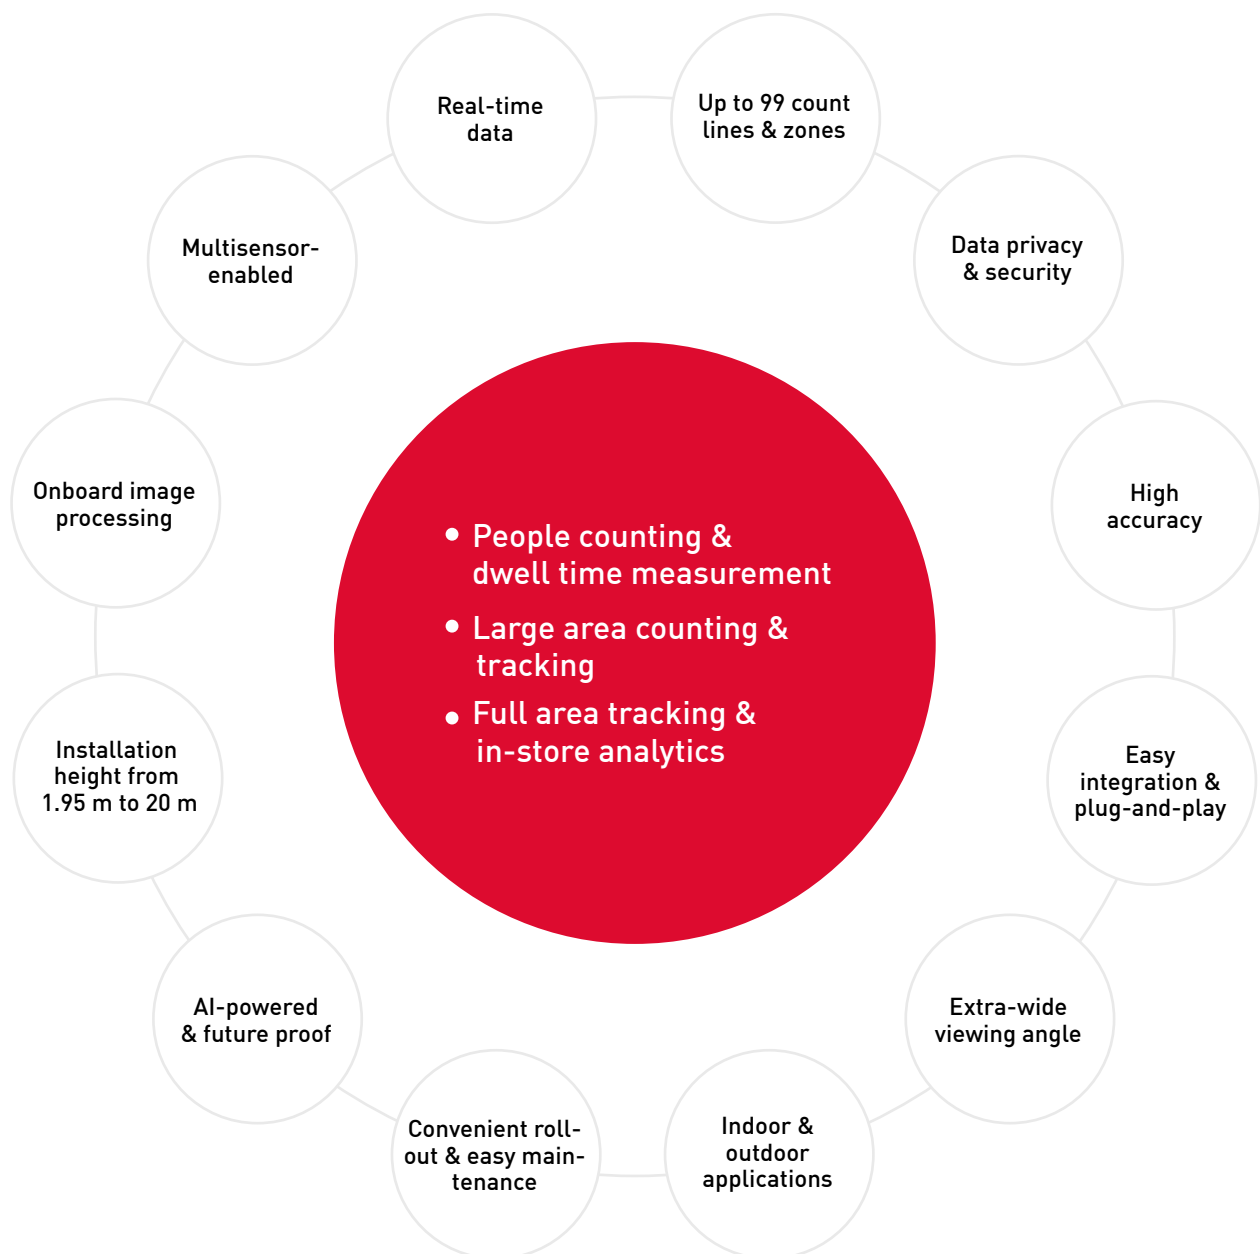 Real-time
data
Up to 99 count
lines & zones
Multisensor-
enabled
Data privacy
& security
Onboard image
processing
High
accuracy
• People counting &
dwell time measurement
• Large area counting &
tracking
• Full area tracking &
in-store analytics
Installation
height from
1.95 m to 20 m
Easy
integration &
plug-and-play
AI-powered
& future proof
Extra-wide
viewing angle
Convenient roll-
out & easy main-
tenance
Indoor &
outdoor
applications